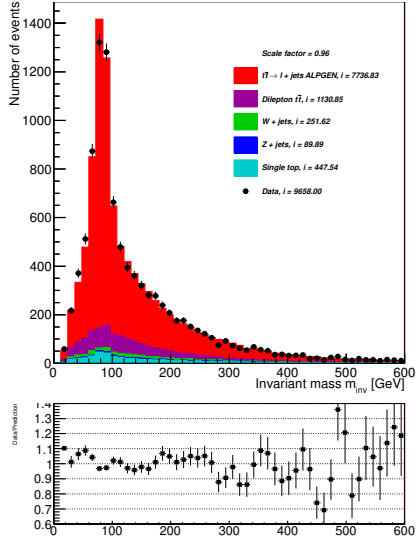 Number of events
1400
1200
1000
800
600
400
200
0
Scale factor = 0.96
tt̄ → l + jets ALPGEN, i = 7736.83
Dilepton tt̄, i = 1130.85
W + jets, i = 251.62
Z + jets, i = 89.89
Single top, i = 447.54
Data, i = 9658.00
0 100 200 300 400 500 600
Invariant mass m_inv [GeV]
Data/Prediction
1.4
1.3
1.2
1.1
1
0.9
0.8
0.7
0.6
0 100 200 300 400 500 600